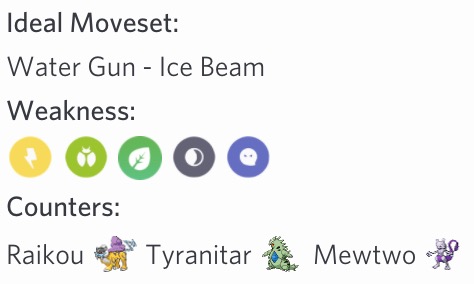 Ideal Moveset:
Water Gun - Ice Beam
Weakness:
Counters:
Raikou Tyranitar Mewtwo